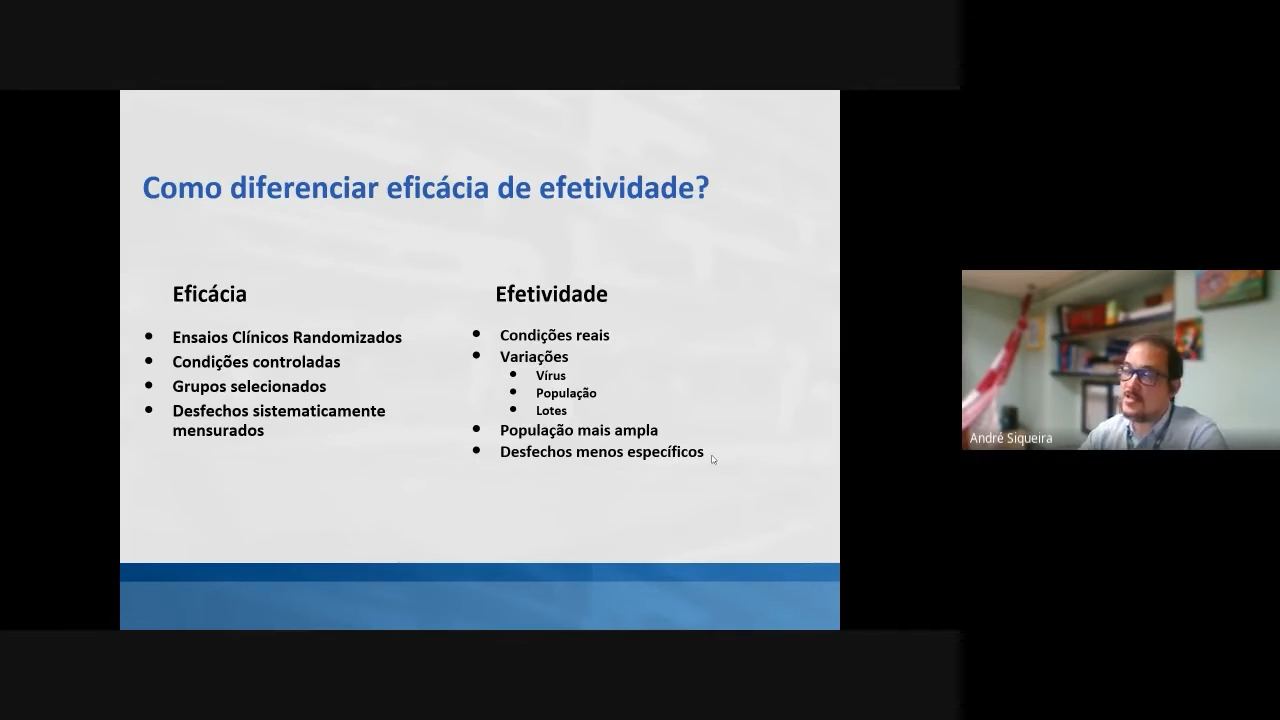 Como diferenciar eficácia de efetividade?
Eficácia
Ensaios Clínicos Randomizados
Condições controladas
Grupos selecionados
Desfechos sistematicamente
mensurados
Efetividade
Condições reais
Variações
Vírus
População
Lotes
População mais ampla
Desfechos menos específicos
André Siqueira